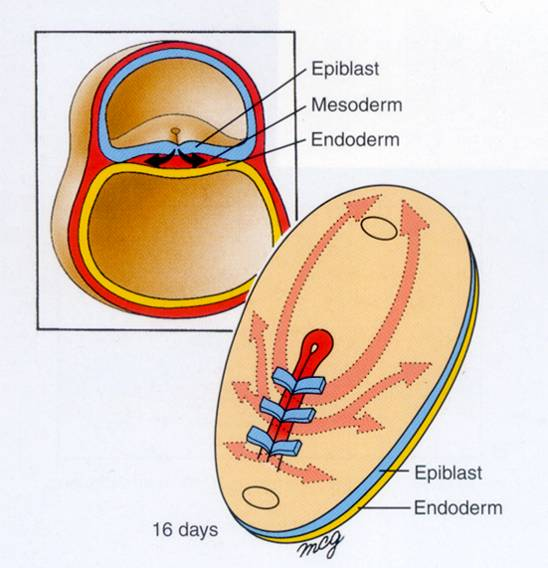 Epiblast
Mesoderm
Endoderm
Epiblast
Endoderm
16 days
mcg